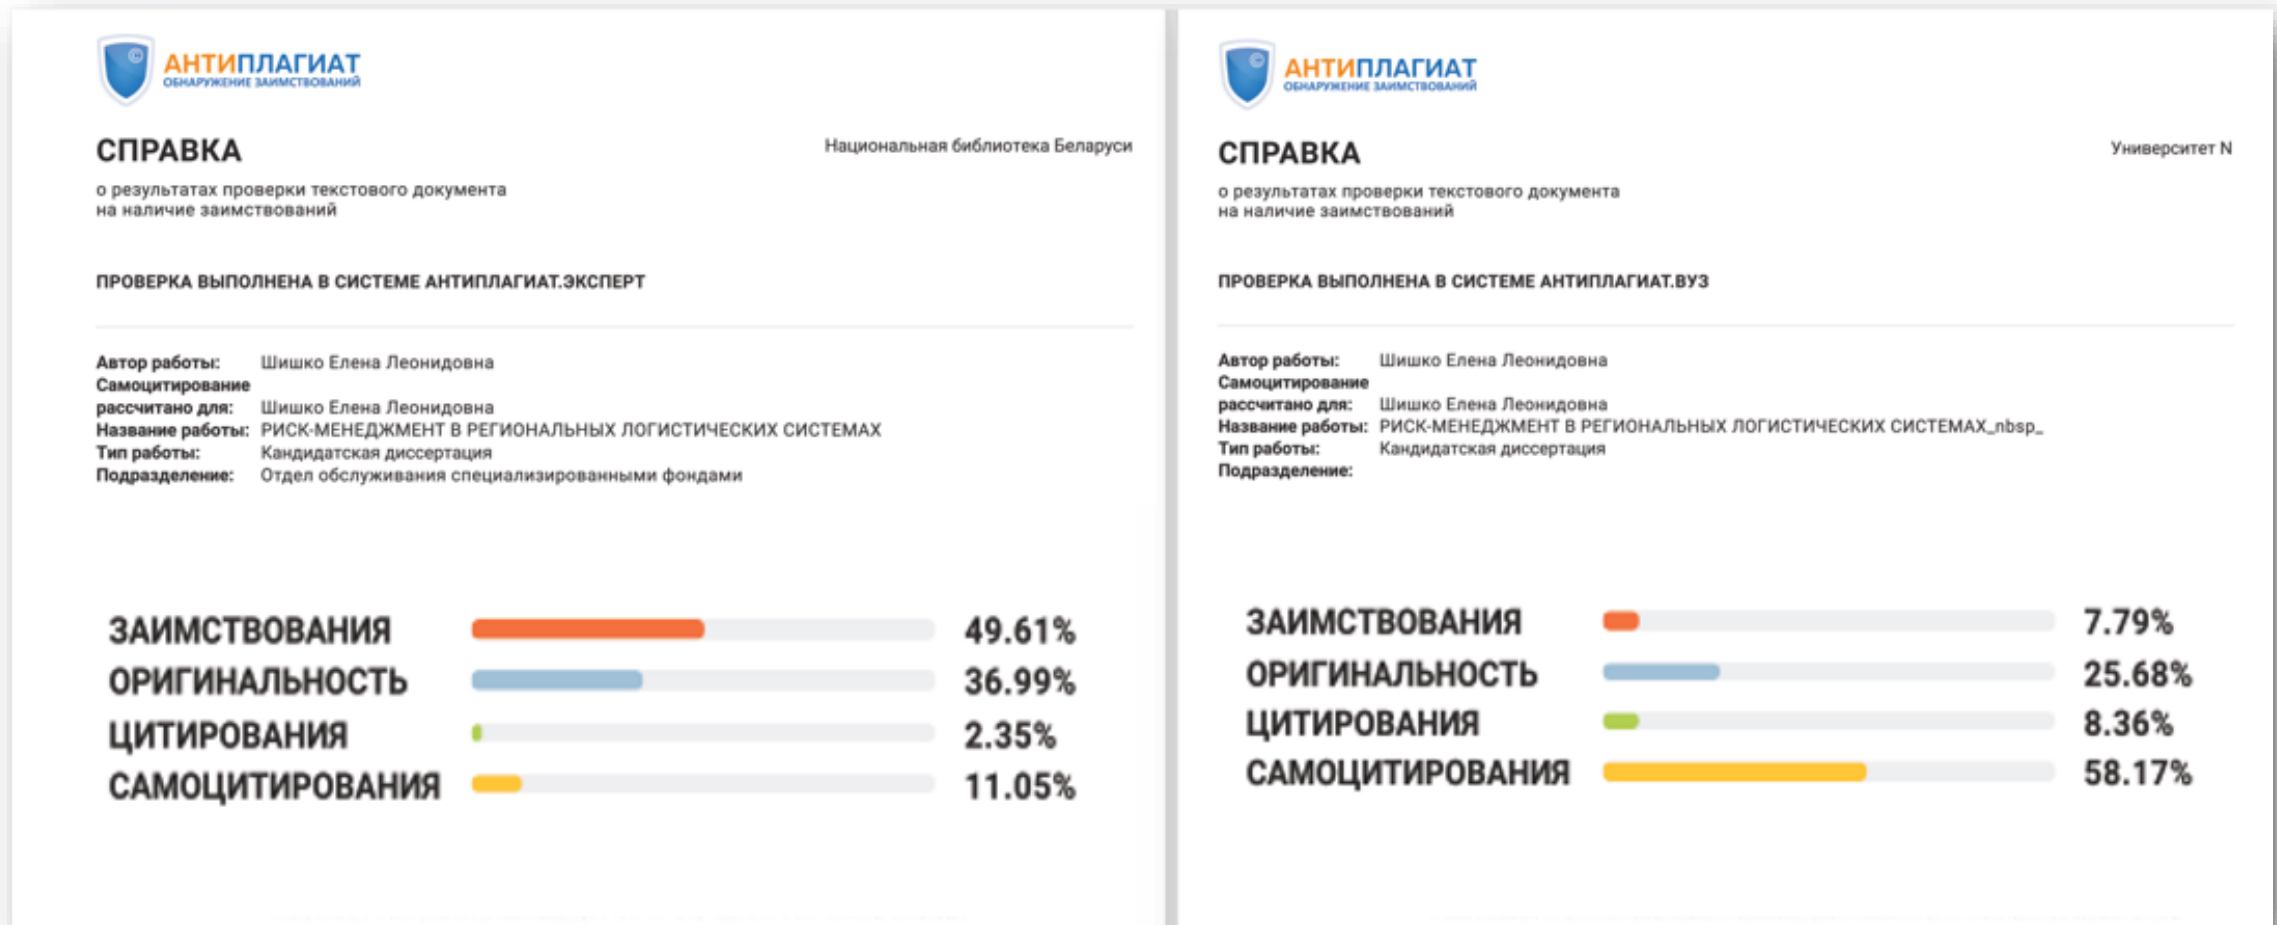 АНТИПЛАГИАТ
ОБНАРУЖЕНИЕ ЗАИМСТВОВАНИЙ
СПРАВКА
Национальная библиотека Беларуси
о результатах проверки текстового документа
на наличие заимствований
ПРОВЕРКА ВЫПОЛНЕНА В СИСТЕМЕ АНТИПЛАГИАТ.ЭКСПЕРТ
Автор работы: Шишко Елена Леонидовна
Самоцитирование
рассчитано для: Шишко Елена Леонидовна
Название работы: РИСК-МЕНЕДЖМЕНТ В РЕГИОНАЛЬНЫХ ЛОГИСТИЧЕСКИХ СИСТЕМАХ
Тип работы: Кандидатская диссертация
Подразделение: Отдел обслуживания специализированными фондами
ЗАИМСТВОВАНИЯ 49.61%
ОРИГИНАЛЬНОСТЬ 36.99%
ЦИТИРОВАНИЯ 2.35%
САМОЦИТИРОВАНИЯ 11.05%
АНТИПЛАГИАТ
ОБНАРУЖЕНИЕ ЗАИМСТВОВАНИЙ
СПРАВКА
Университет N
о результатах проверки текстового документа
на наличие заимствований
ПРОВЕРКА ВЫПОЛНЕНА В СИСТЕМЕ АНТИПЛАГИАТ.ВУЗ
Автор работы: Шишко Елена Леонидовна
Самоцитирование
рассчитано для: Шишко Елена Леонидовна
Название работы: РИСК-МЕНЕДЖМЕНТ В РЕГИОНАЛЬНЫХ ЛОГИСТИЧЕСКИХ СИСТЕМАХ_nbsp_
Тип работы: Кандидатская диссертация
Подразделение:
ЗАИМСТВОВАНИЯ 7.79%
ОРИГИНАЛЬНОСТЬ 25.68%
ЦИТИРОВАНИЯ 8.36%
САМОЦИТИРОВАНИЯ 58.17%